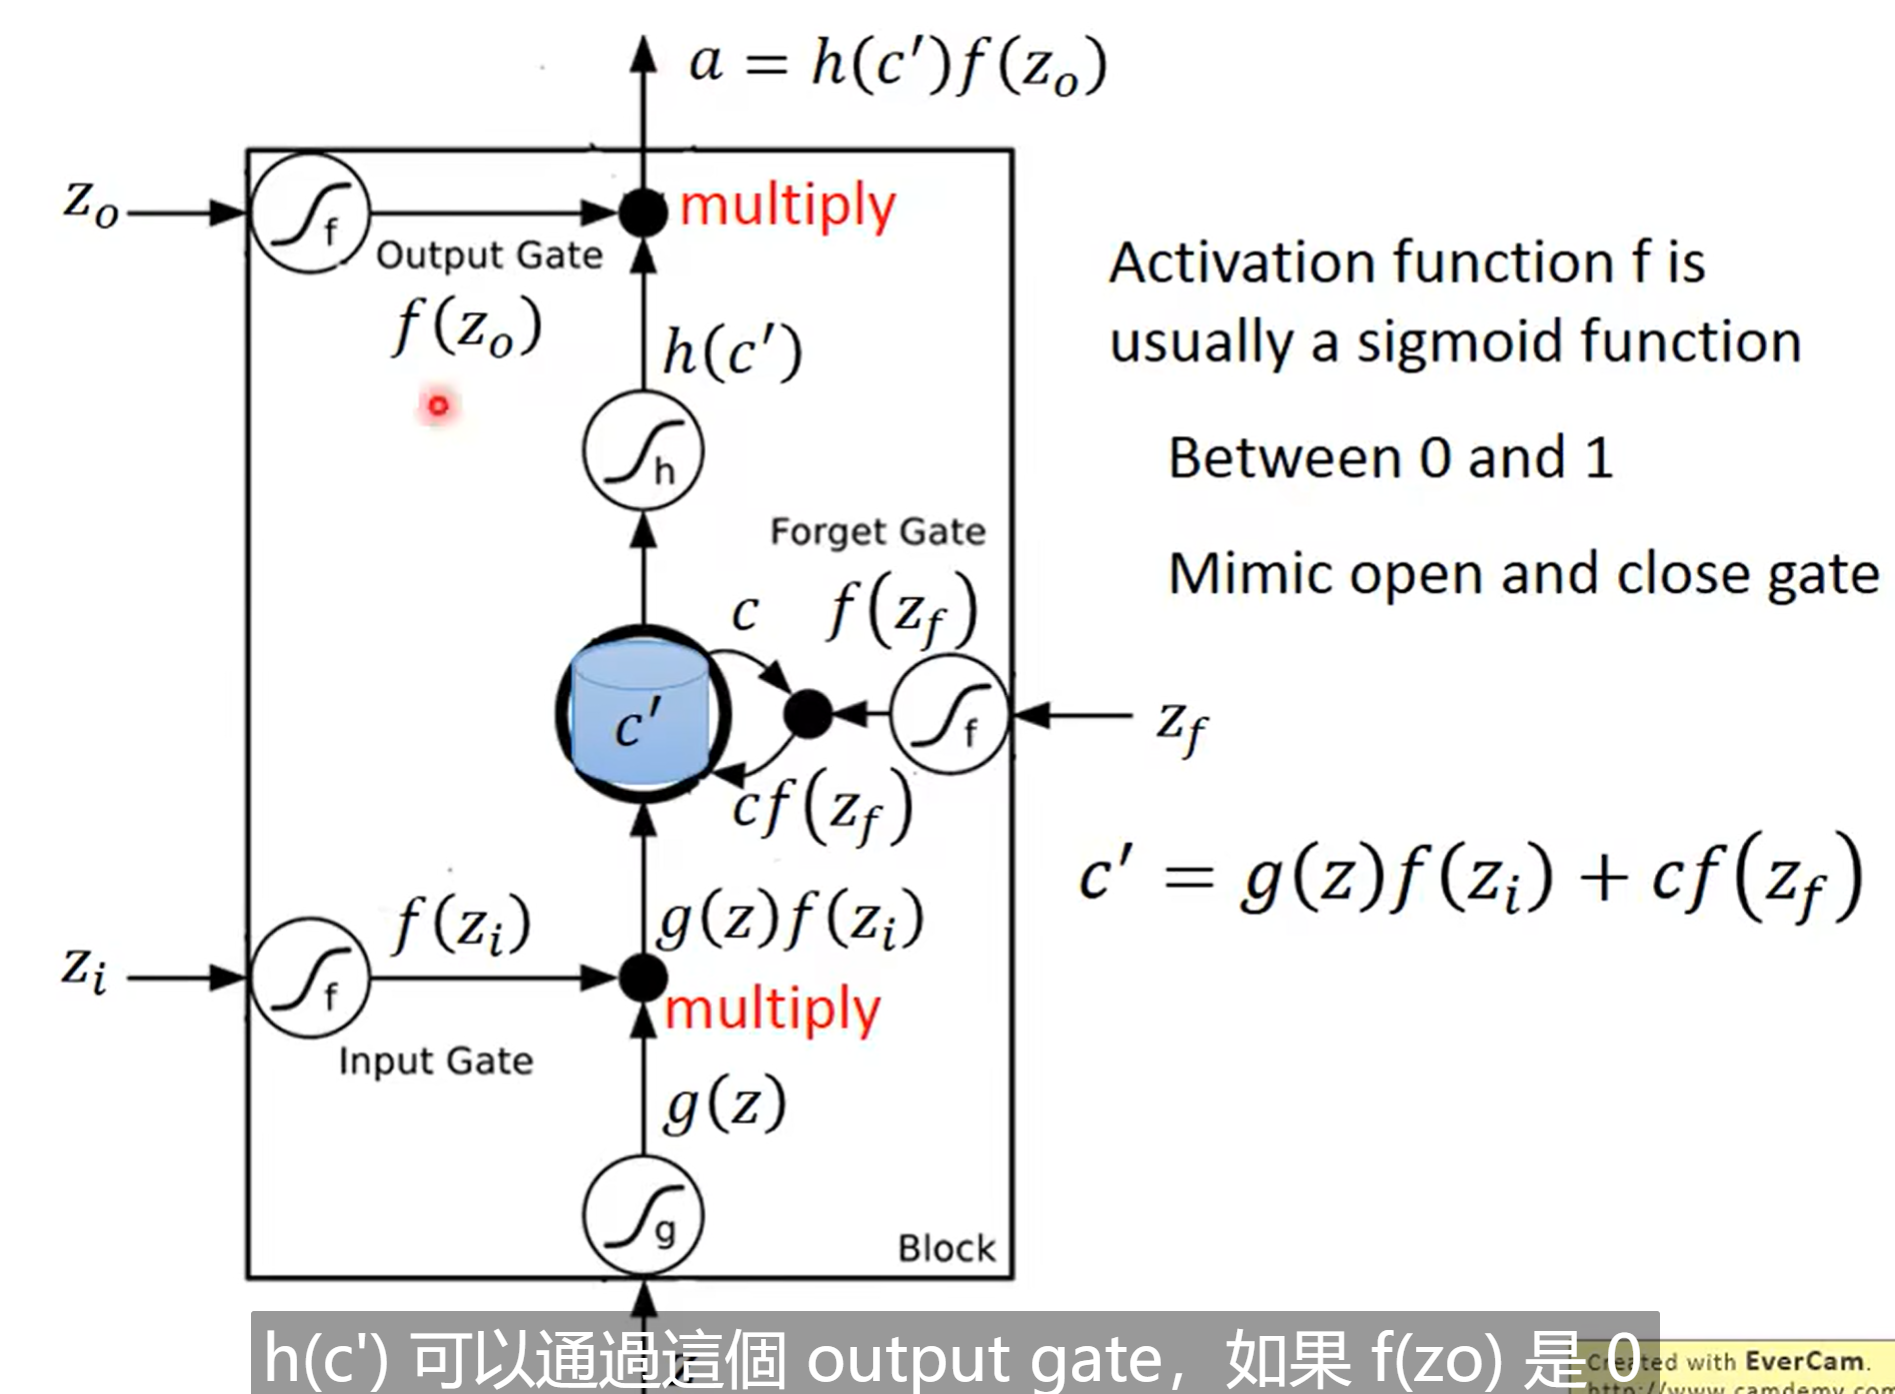 a = h(c′)f(z_o)
z_o
f
multiply
Output Gate
f(z_o)
h(c′)
Activation function f is
usually a sigmoid function
Between 0 and 1
Mimic open and close gate
h
Forget Gate
c
f(z_f)
c′
f
z_f
cf(z_f)
c′ = g(z)f(z_i) + cf(z_f)
f(z_i)
g(z)f(z_i)
z_i
f
multiply
Input Gate
g(z)
g
Block
h(c') 可以通過這個 output gate，如果 f(zo) 是 0
Created with EverCam.
http://www.camdemy.com